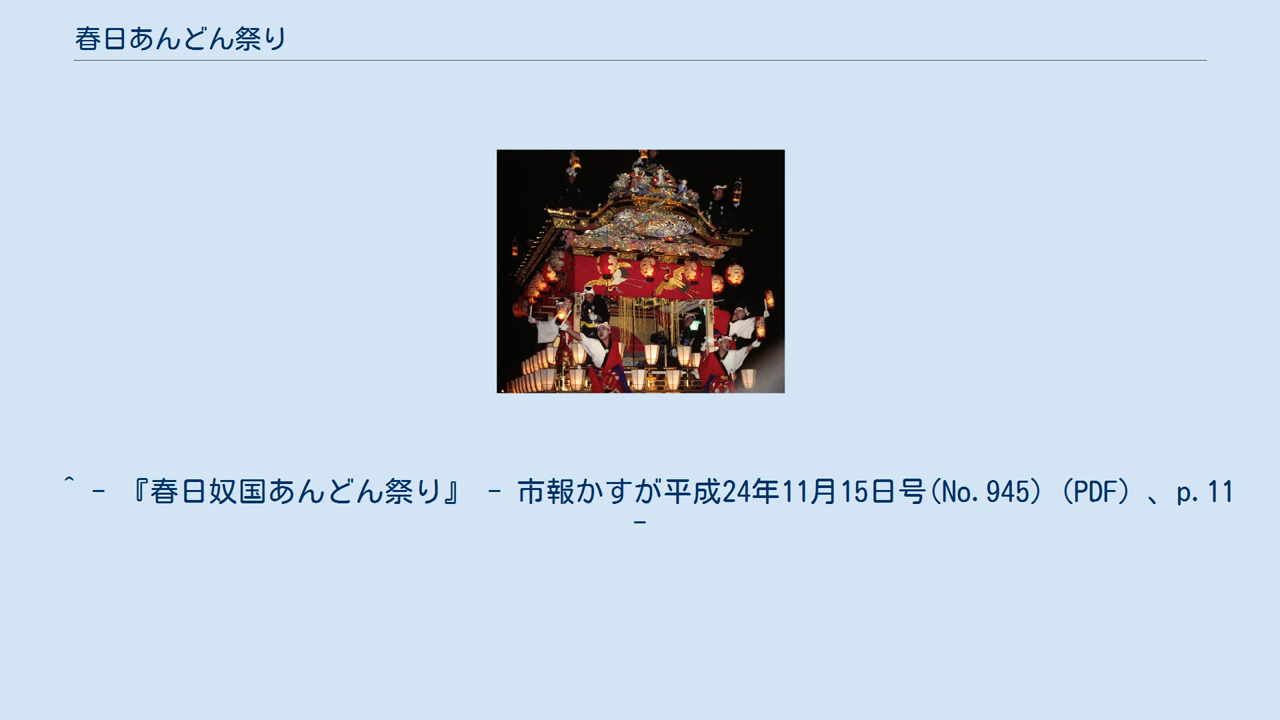 春日あんどん祭り
^ - 『春日奴国あんどん祭り』 - 市報かすが平成24年11月15日号(No.945) (PDF) 、p.11
-